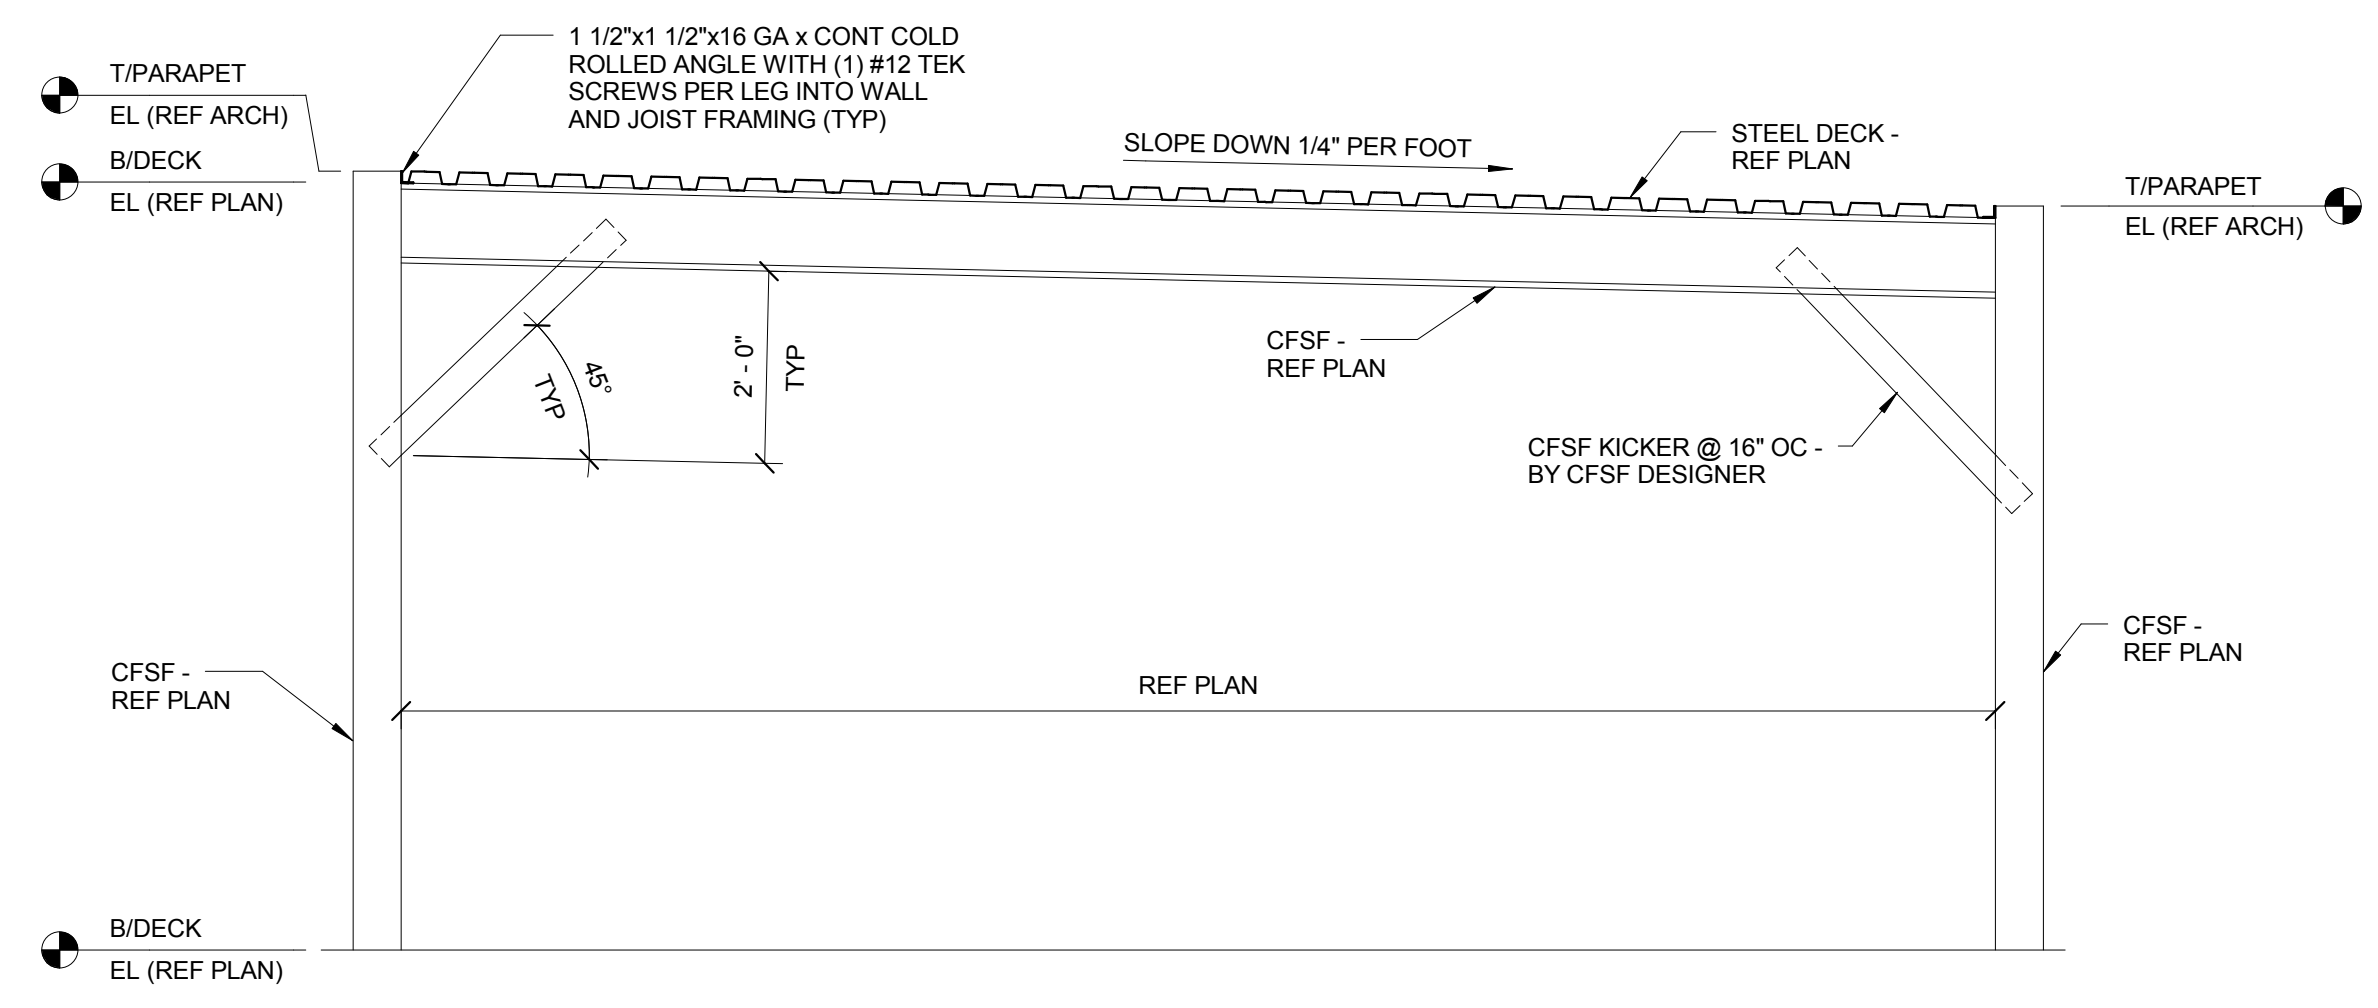 1 1/2"x1 1/2"x16 GA x CONT COLD
ROLLED ANGLE WITH (1) #12 TEK
SCREWS PER LEG INTO WALL
AND JOIST FRAMING (TYP)
T/PARAPET
EL (REF ARCH)
B/DECK
EL (REF PLAN)
SLOPE DOWN 1/4" PER FOOT
STEEL DECK -
REF PLAN
T/PARAPET
EL (REF ARCH)
45°
TYP
2' - 0"
TYP
CFSF -
REF PLAN
CFSF KICKER @ 16" OC -
BY CFSF DESIGNER
CFSF -
REF PLAN
REF PLAN
CFSF -
REF PLAN
B/DECK
EL (REF PLAN)